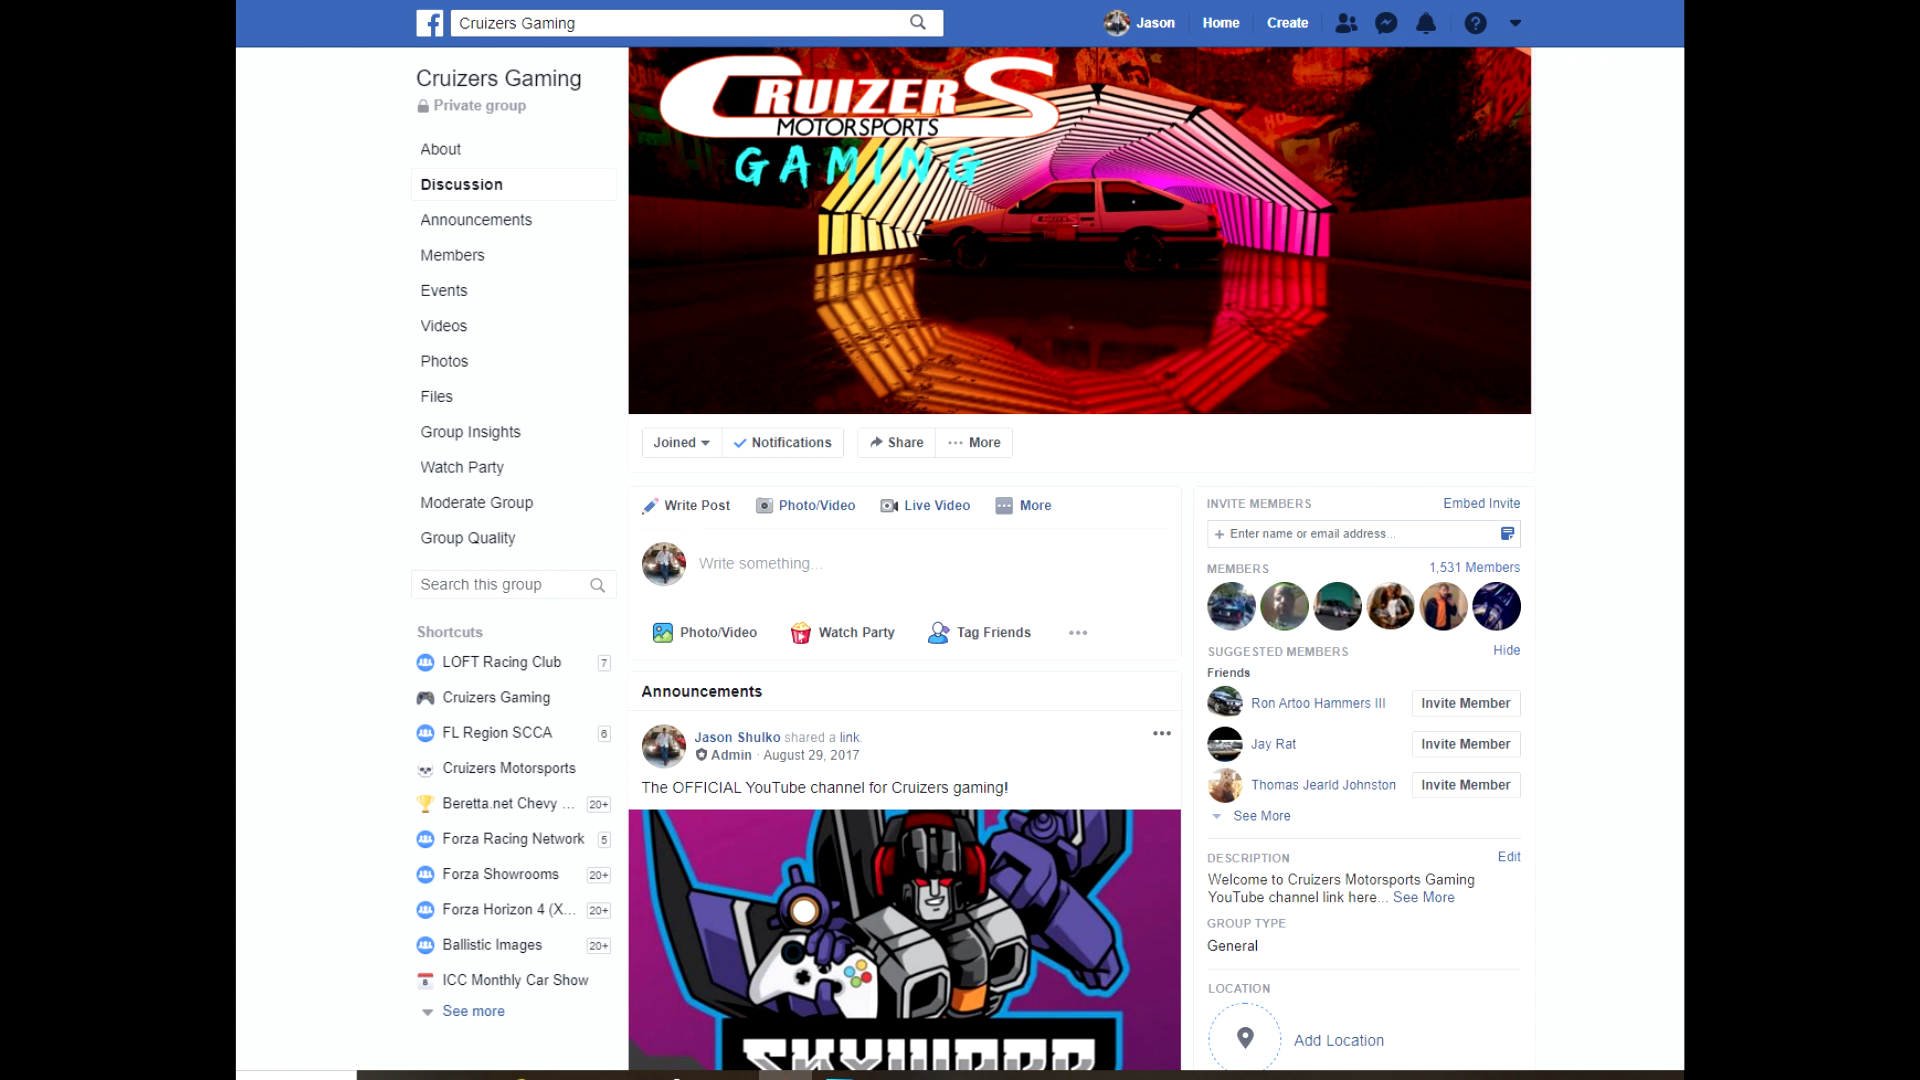 Cruizers Gaming
Jason
Home
Create
Cruizers Gaming
Private group
About
Discussion
Announcements
Members
Events
Videos
Photos
Files
Group Insights
Watch Party
Moderate Group
Group Quality
Search this group
Shortcuts
LOFT Racing Club 7
Cruizers Gaming
FL Region SCCA 6
Cruizers Motorsports
Beretta.net Chevy ... 20+
Forza Racing Network 5
Forza Showrooms 20+
Forza Horizon 4 (X... 20+
Ballistic Images 20+
8 ICC Monthly Car Show
See more
CRUIZERS
MOTORSPORTS
GAMING
Joined
Notifications
Share
More
Write Post
Photo/Video
Live Video
More
Write something...
Photo/Video
Watch Party
Tag Friends
Announcements
Jason Shulko shared a link.
Admin · August 29, 2017
The OFFICIAL YouTube channel for Cruizers gaming!
INVITE MEMBERS Embed Invite
+ Enter name or email address...
MEMBERS 1,531 Members
SUGGESTED MEMBERS Hide
Friends
Ron Artoo Hammers III Invite Member
Jay Rat Invite Member
Thomas Jearld Johnston Invite Member
See More
DESCRIPTION Edit
Welcome to Cruizers Motorsports Gaming
YouTube channel link here... See More
GROUP TYPE
General
LOCATION
Add Location